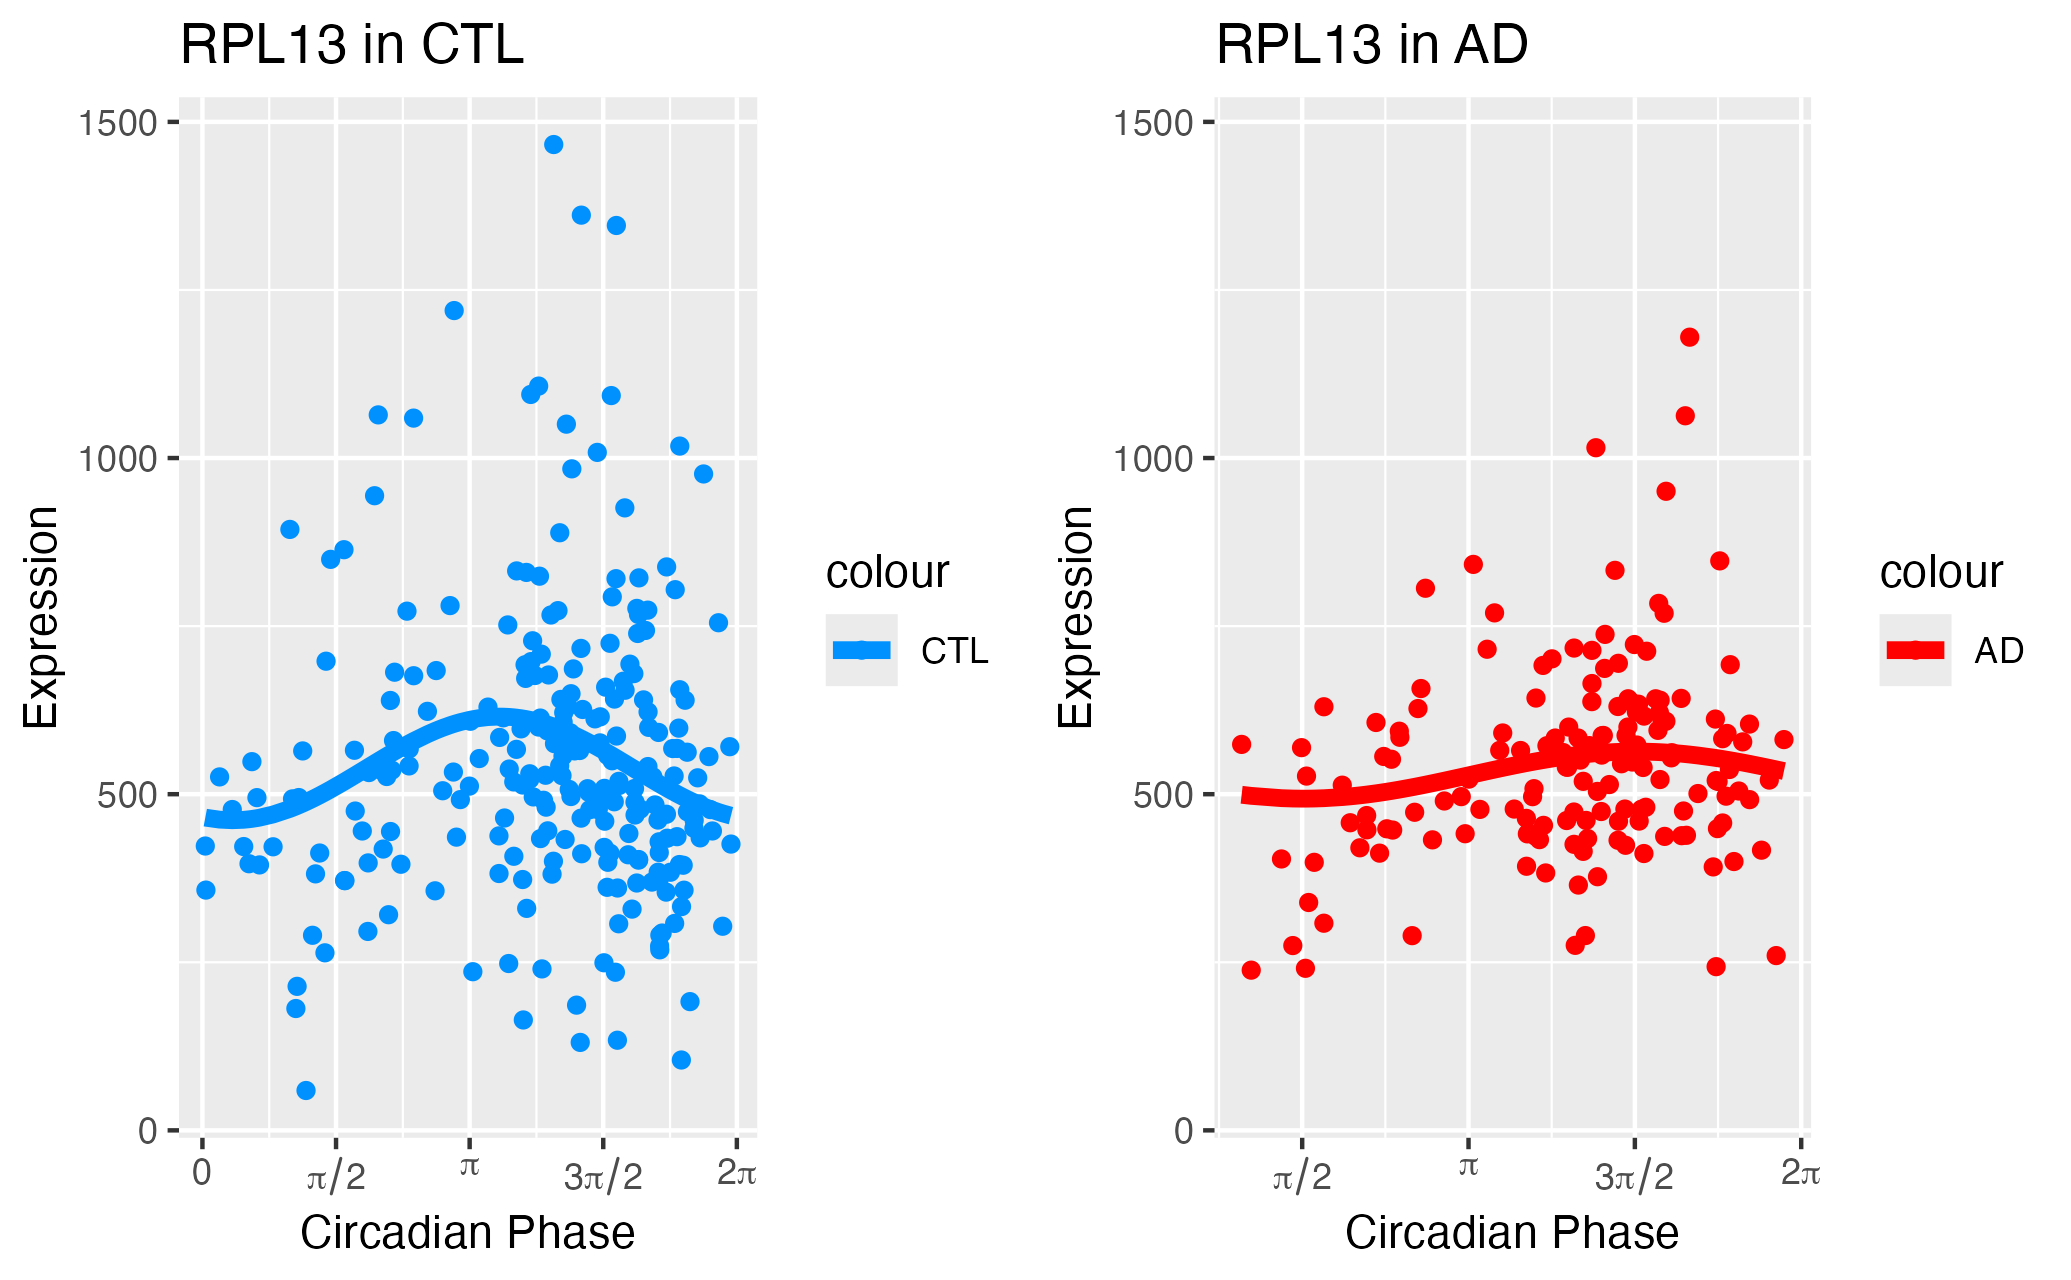 RPL13 in CTL
1500
1000
500
0
Expression
0 π/2 π 3π/2 2π
Circadian Phase
colour
CTL
RPL13 in AD
1500
1000
500
0
Expression
π/2 π 3π/2 2π
Circadian Phase
colour
AD